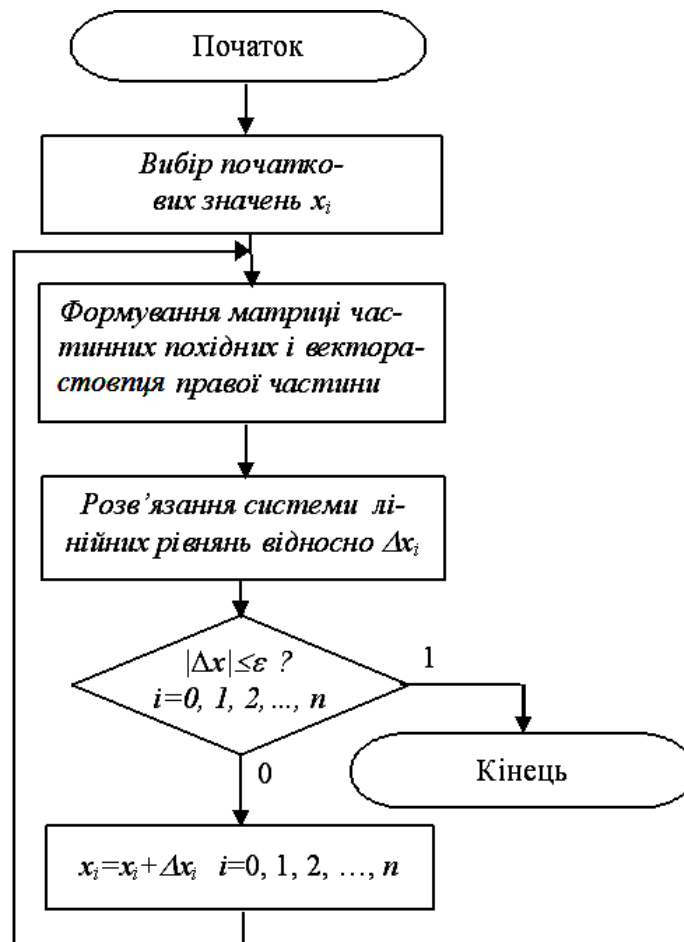 Початок
Вибір початко-
вих значень xᵢ
Формування матриці час-
тинних похідних і вектора-
стовпця правої частини
Розв’язання системи лі-
нійних рівнянь відносно Δxᵢ
|Δx|≤ε ?
i=0, 1, 2, ..., n
1
0
Кінець
xᵢ=xᵢ+Δxᵢ i=0, 1, 2, …, n